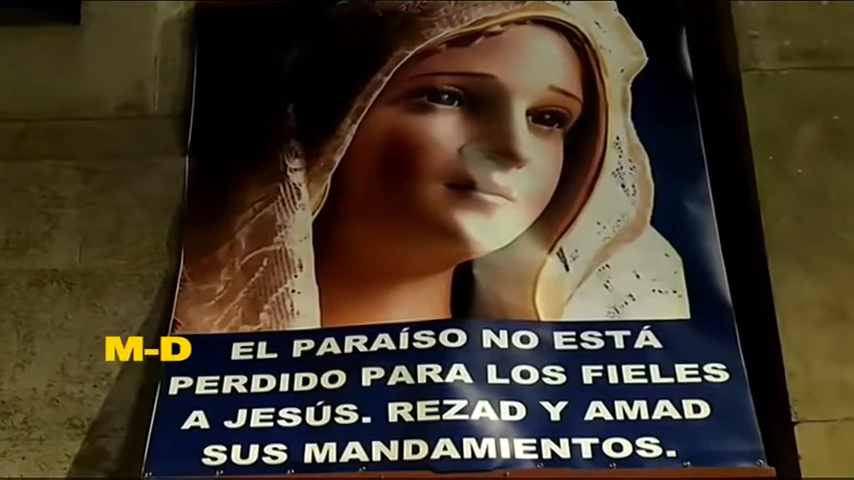 M-D
EL PARAÍSO NO ESTÁ
PERDIDO PARA LOS FIELES
A JESÚS. REZAD Y AMAD
SUS MANDAMIENTOS.